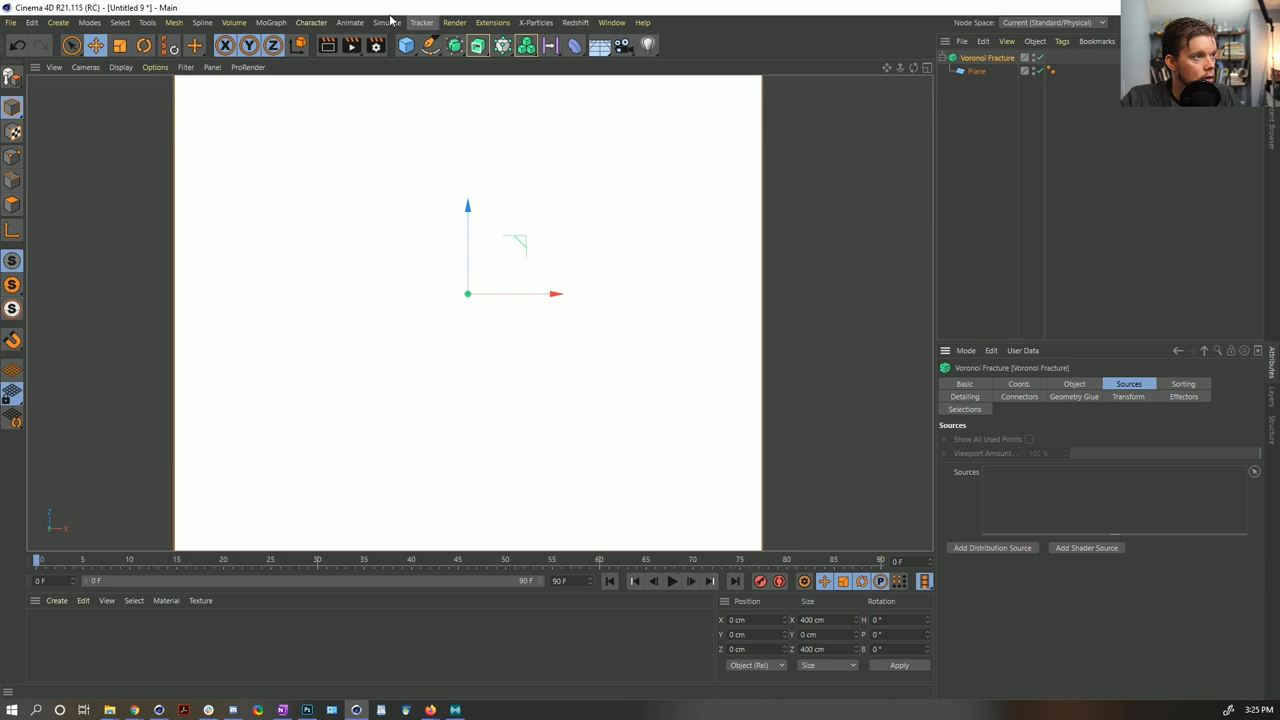 Cinema 4D R21.115 (RC) - [Untitled 9 *] - Main
File Edit Create Modes Select Tools Mesh Spline Volume MoGraph Character Animate Simulate Tracker Render Extensions X-Particles Redshift Window Help
Node Space: Current (Standard/Physical)
X Y Z
File Edit View Object Tags Bookmarks
View Cameras Display Options Filter Panel ProRender
Voronoi Fracture
Plane
Content Browser
Mode Edit User Data
Attributes
Layers
Structure
Voronoi Fracture [Voronoi Fracture]
Basic Coord. Object Sources Sorting
Detailing Connectors Geometry Glue Transform Effectors
Selections
Sources
Show All Used Points
Viewport Amount. . 100 %
Sources
Add Distribution Source Add Shader Source
S
S
S
Z
Y X
0 5 10 15 20 25 30 35 40 45 50 55 60 65 70 75 80 85 90
0 F
0 F 0 F 90 F 90 F
P
Create Edit View Select Material Texture
Position Size Rotation
X 0 cm X 400 cm H 0 °
Y 0 cm Y 0 cm P 0 °
Z 0 cm Z 400 cm B 0 °
Object (Rel) Size Apply
3:25 PM